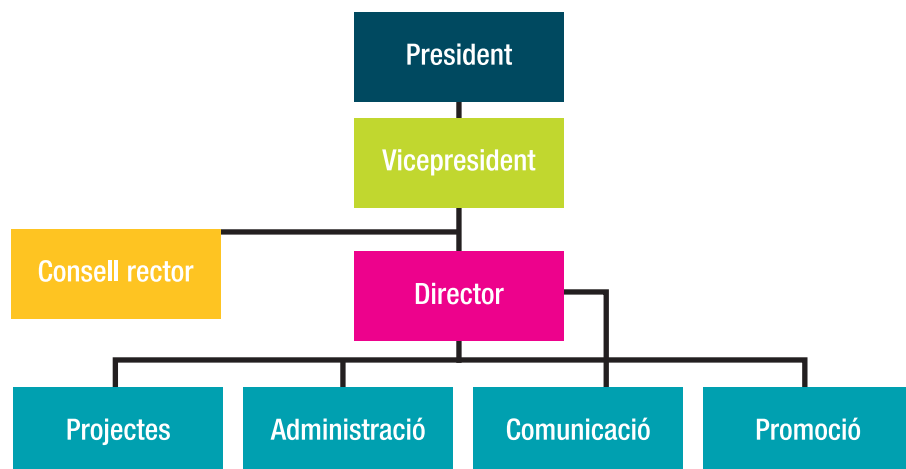 President
Vicepresident
Consell rector
Director
Projectes
Administració
Comunicació
Promoció